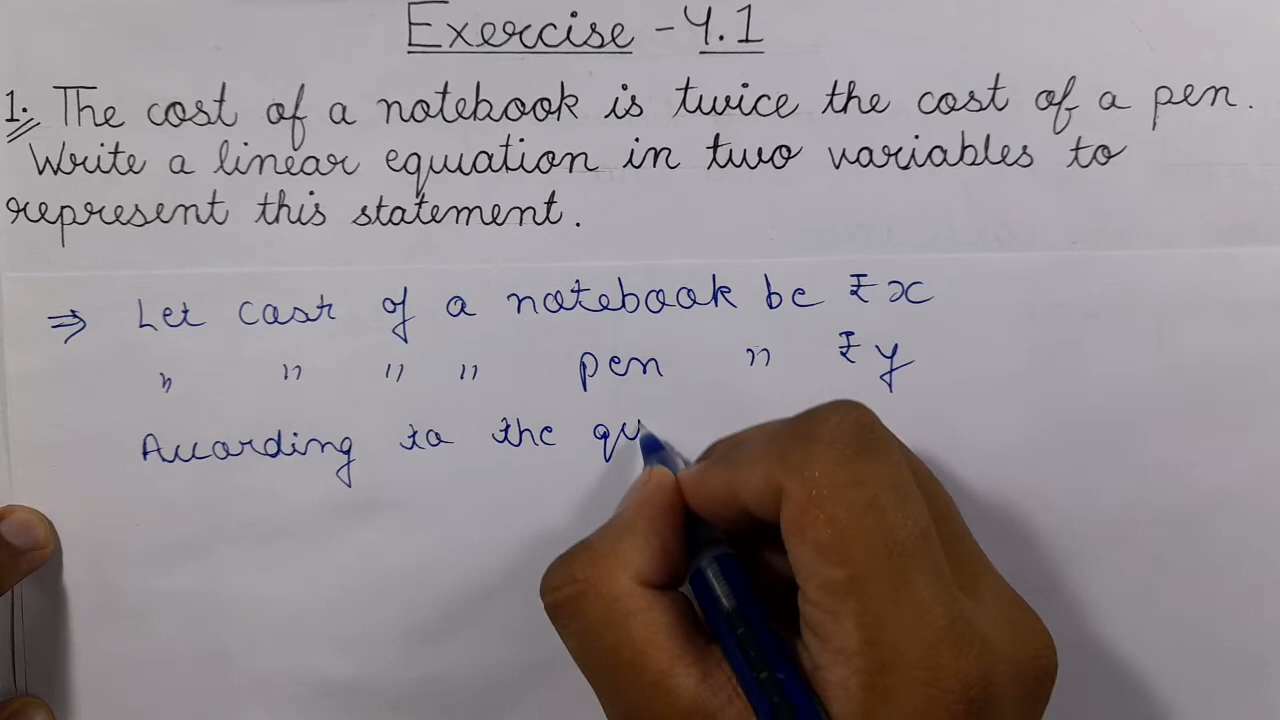 Exercise - 4.1
1. The cost of a notebook is twice the cost of a pen.
Write a linear equation in two variables to
represent this statement.
⇒ Let cost of a notebook be ₹ x
" " " " pen " ₹ y
According to the qu